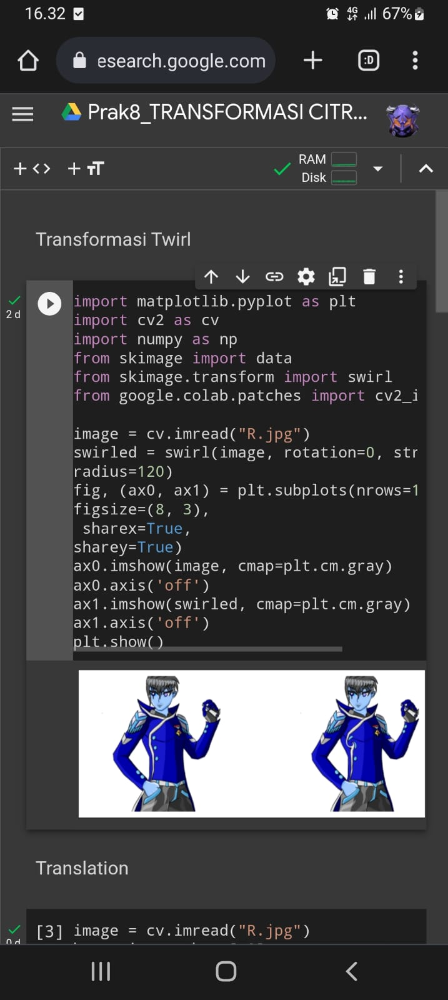 16.32
4G
67%
esearch.google.com
:D
Prak8_TRANSFORMASI CITR...
+ <> + TT
RAM
Disk
Transformasi Twirl
2 d
import matplotlib.pyplot as plt
import cv2 as cv
import numpy as np
from skimage import data
from skimage.transform import swirl
from google.colab.patches import cv2_i
image = cv.imread("R.jpg")
swirled = swirl(image, rotation=0, str
radius=120)
fig, (ax0, ax1) = plt.subplots(nrows=1
figsize=(8, 3),
sharex=True,
sharey=True)
ax0.imshow(image, cmap=plt.cm.gray)
ax0.axis('off')
ax1.imshow(swirled, cmap=plt.cm.gray)
ax1.axis('off')
plt.show()
Translation
[3] image = cv.imread("R.jpg")
0 d